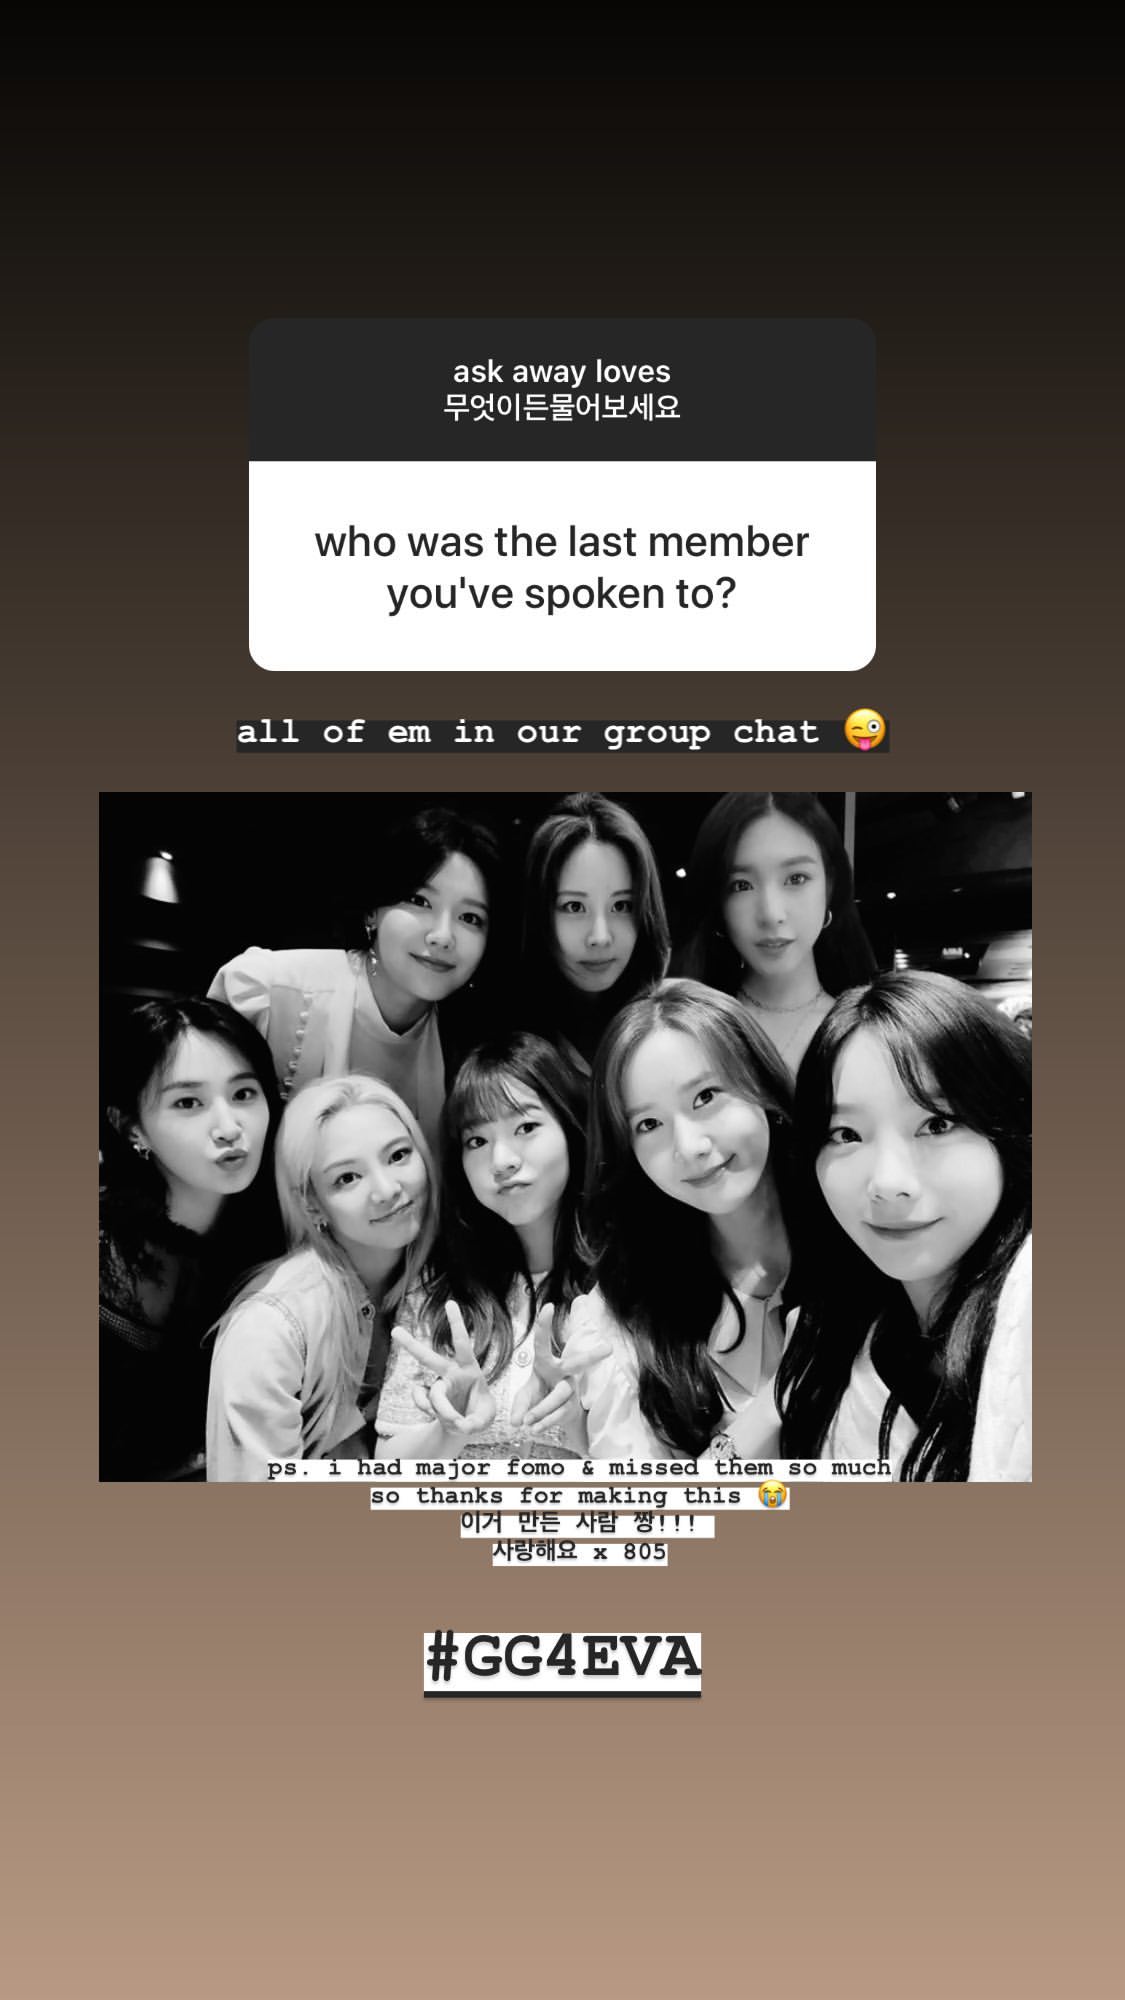 ask away loves
무엇이든물어보세요
who was the last member
you've spoken to?
all of em in our group chat 😜
ps. i had major fomo & missed them so much
so thanks for making this 😭
이거 만든 사람 짱!!!
사랑해요 x 805
#GG4EVA